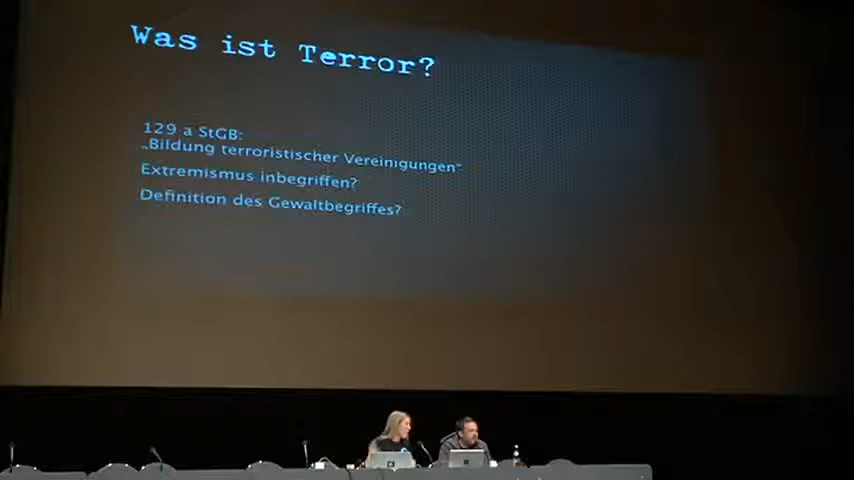 Was ist Terror?
129 a StGB:
„Bildung terroristischer Vereinigungen“
Extremismus inbegriffen?
Definition des Gewaltbegriffes?